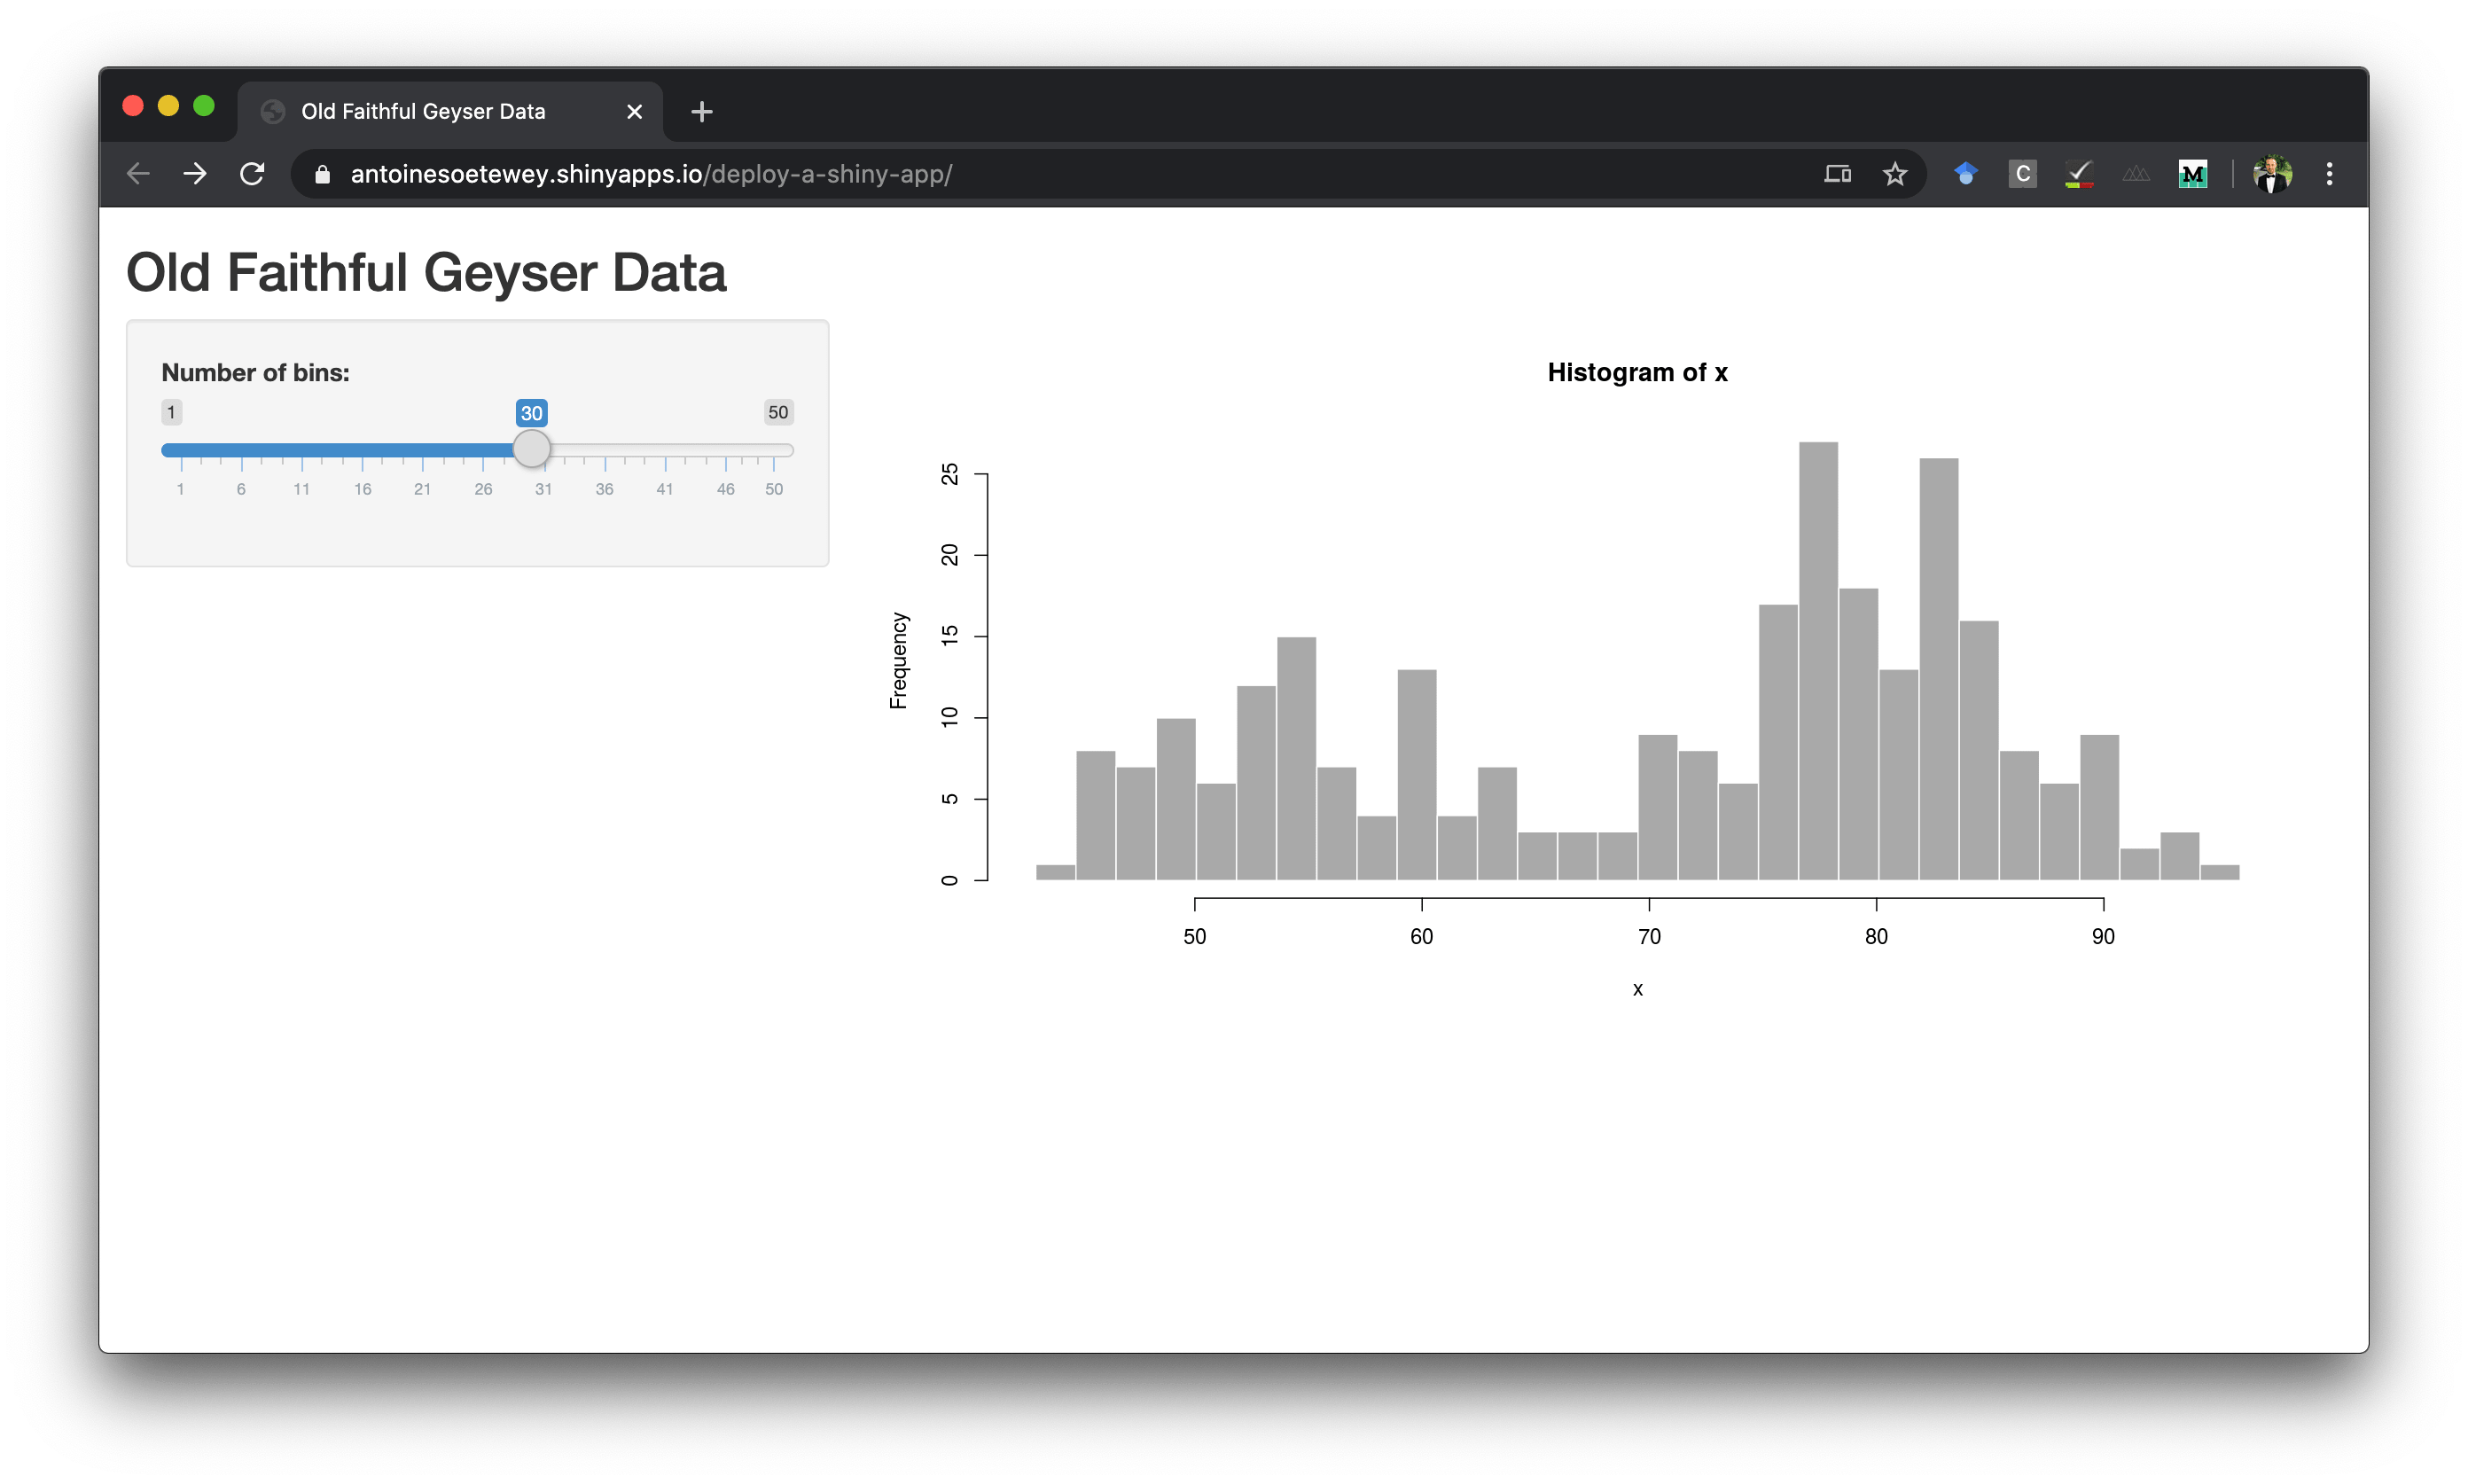 Old Faithful Geyser Data
antoinesoetewey.shinyapps.io/deploy-a-shiny-app/
C
M
Old Faithful Geyser Data
Number of bins:
1 30 50
1 6 11 16 21 26 31 36 41 46 50
Histogram of x
Frequency
25
20
15
10
5
0
50 60 70 80 90
x